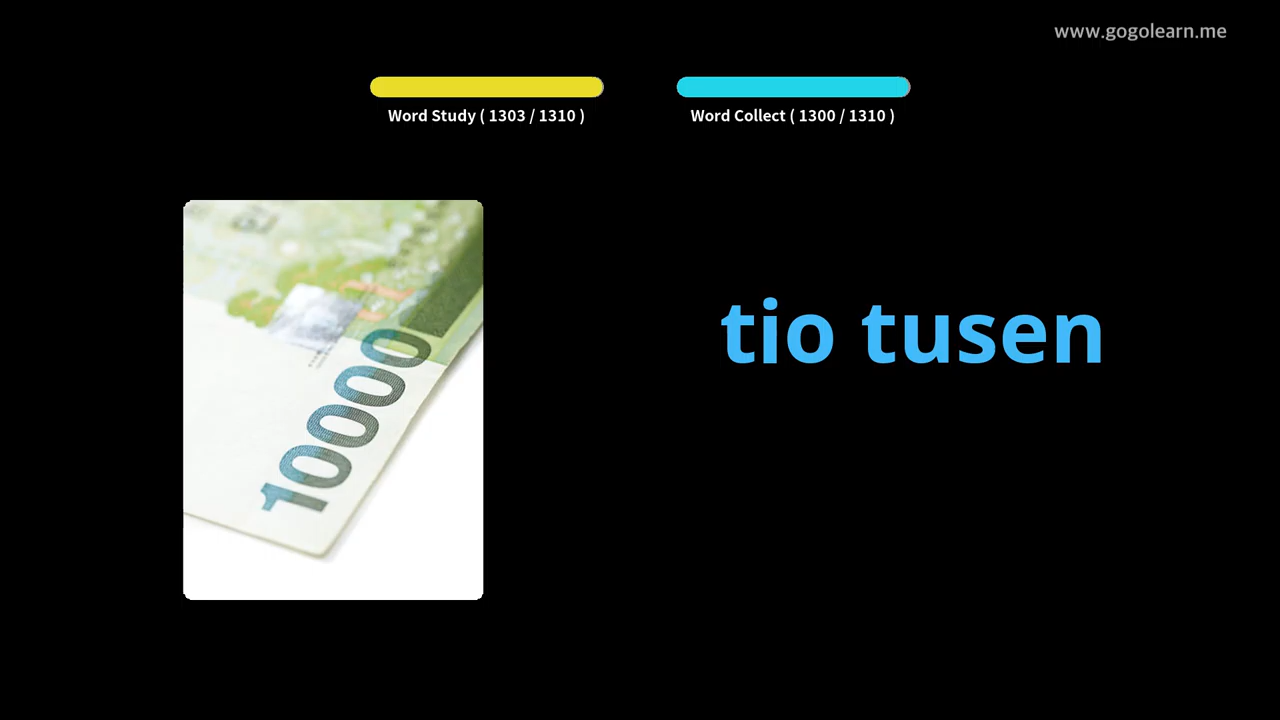 www.gogolearn.me
Word Study ( 1303 / 1310 )
Word Collect ( 1300 / 1310 )
tio tusen
10000